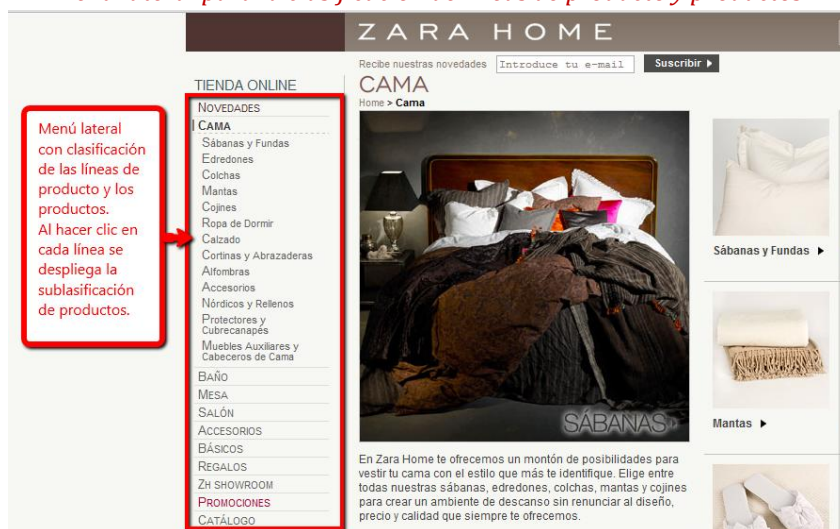 ZARA HOME
Recibe nuestras novedades Introduce tu e-mail Suscribir
TIENDA ONLINE
CAMA
Home > Cama
NOVEDADES
CAMA
Sábanas y Fundas
Edredones
Colchas
Mantas
Cojines
Ropa de Dormir
Calzado
Cortinas y Abrazaderas
Alfombras
Accesorios
Nórdicos y Rellenos
Protectores y
Cubrecanapés
Muebles Auxiliares y
Cabeceros de Cama
BAÑO
MESA
SALÓN
ACCESORIOS
BÁSICOS
REGALOS
ZH SHOWROOM
PROMOCIONES
CATÁLOGO
Menú lateral
con clasificación
de las líneas de
producto y los
productos.
Al hacer clic en
cada línea se
despliega la
sublasificación
de productos.
SÁBANAS
En Zara Home te ofrecemos un montón de posibilidades para
vestir tu cama con el estilo que más te identifique. Elige entre
todas nuestras sábanas, edredones, colchas, mantas y cojines
para crear un ambiente de descanso sin renunciar al diseño,
precio y calidad que siempre te ofrecemos.
Sábanas y Fundas
Mantas